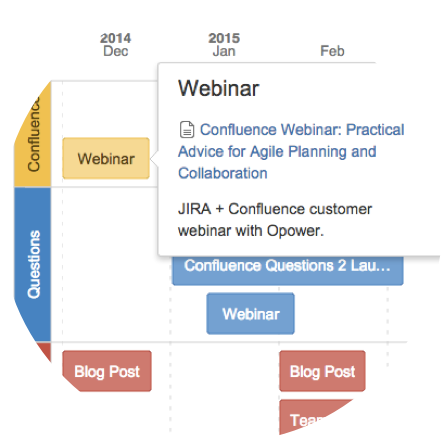 2014
Dec
2015
Jan
Feb
Webinar
Confluence Webinar: Practical
Advice for Agile Planning and
Collaboration
JIRA + Confluence customer
webinar with Opower.
Confluence
Webinar
Questions
Confluence Questions 2 Lau...
Webinar
Blog Post
Blog Post